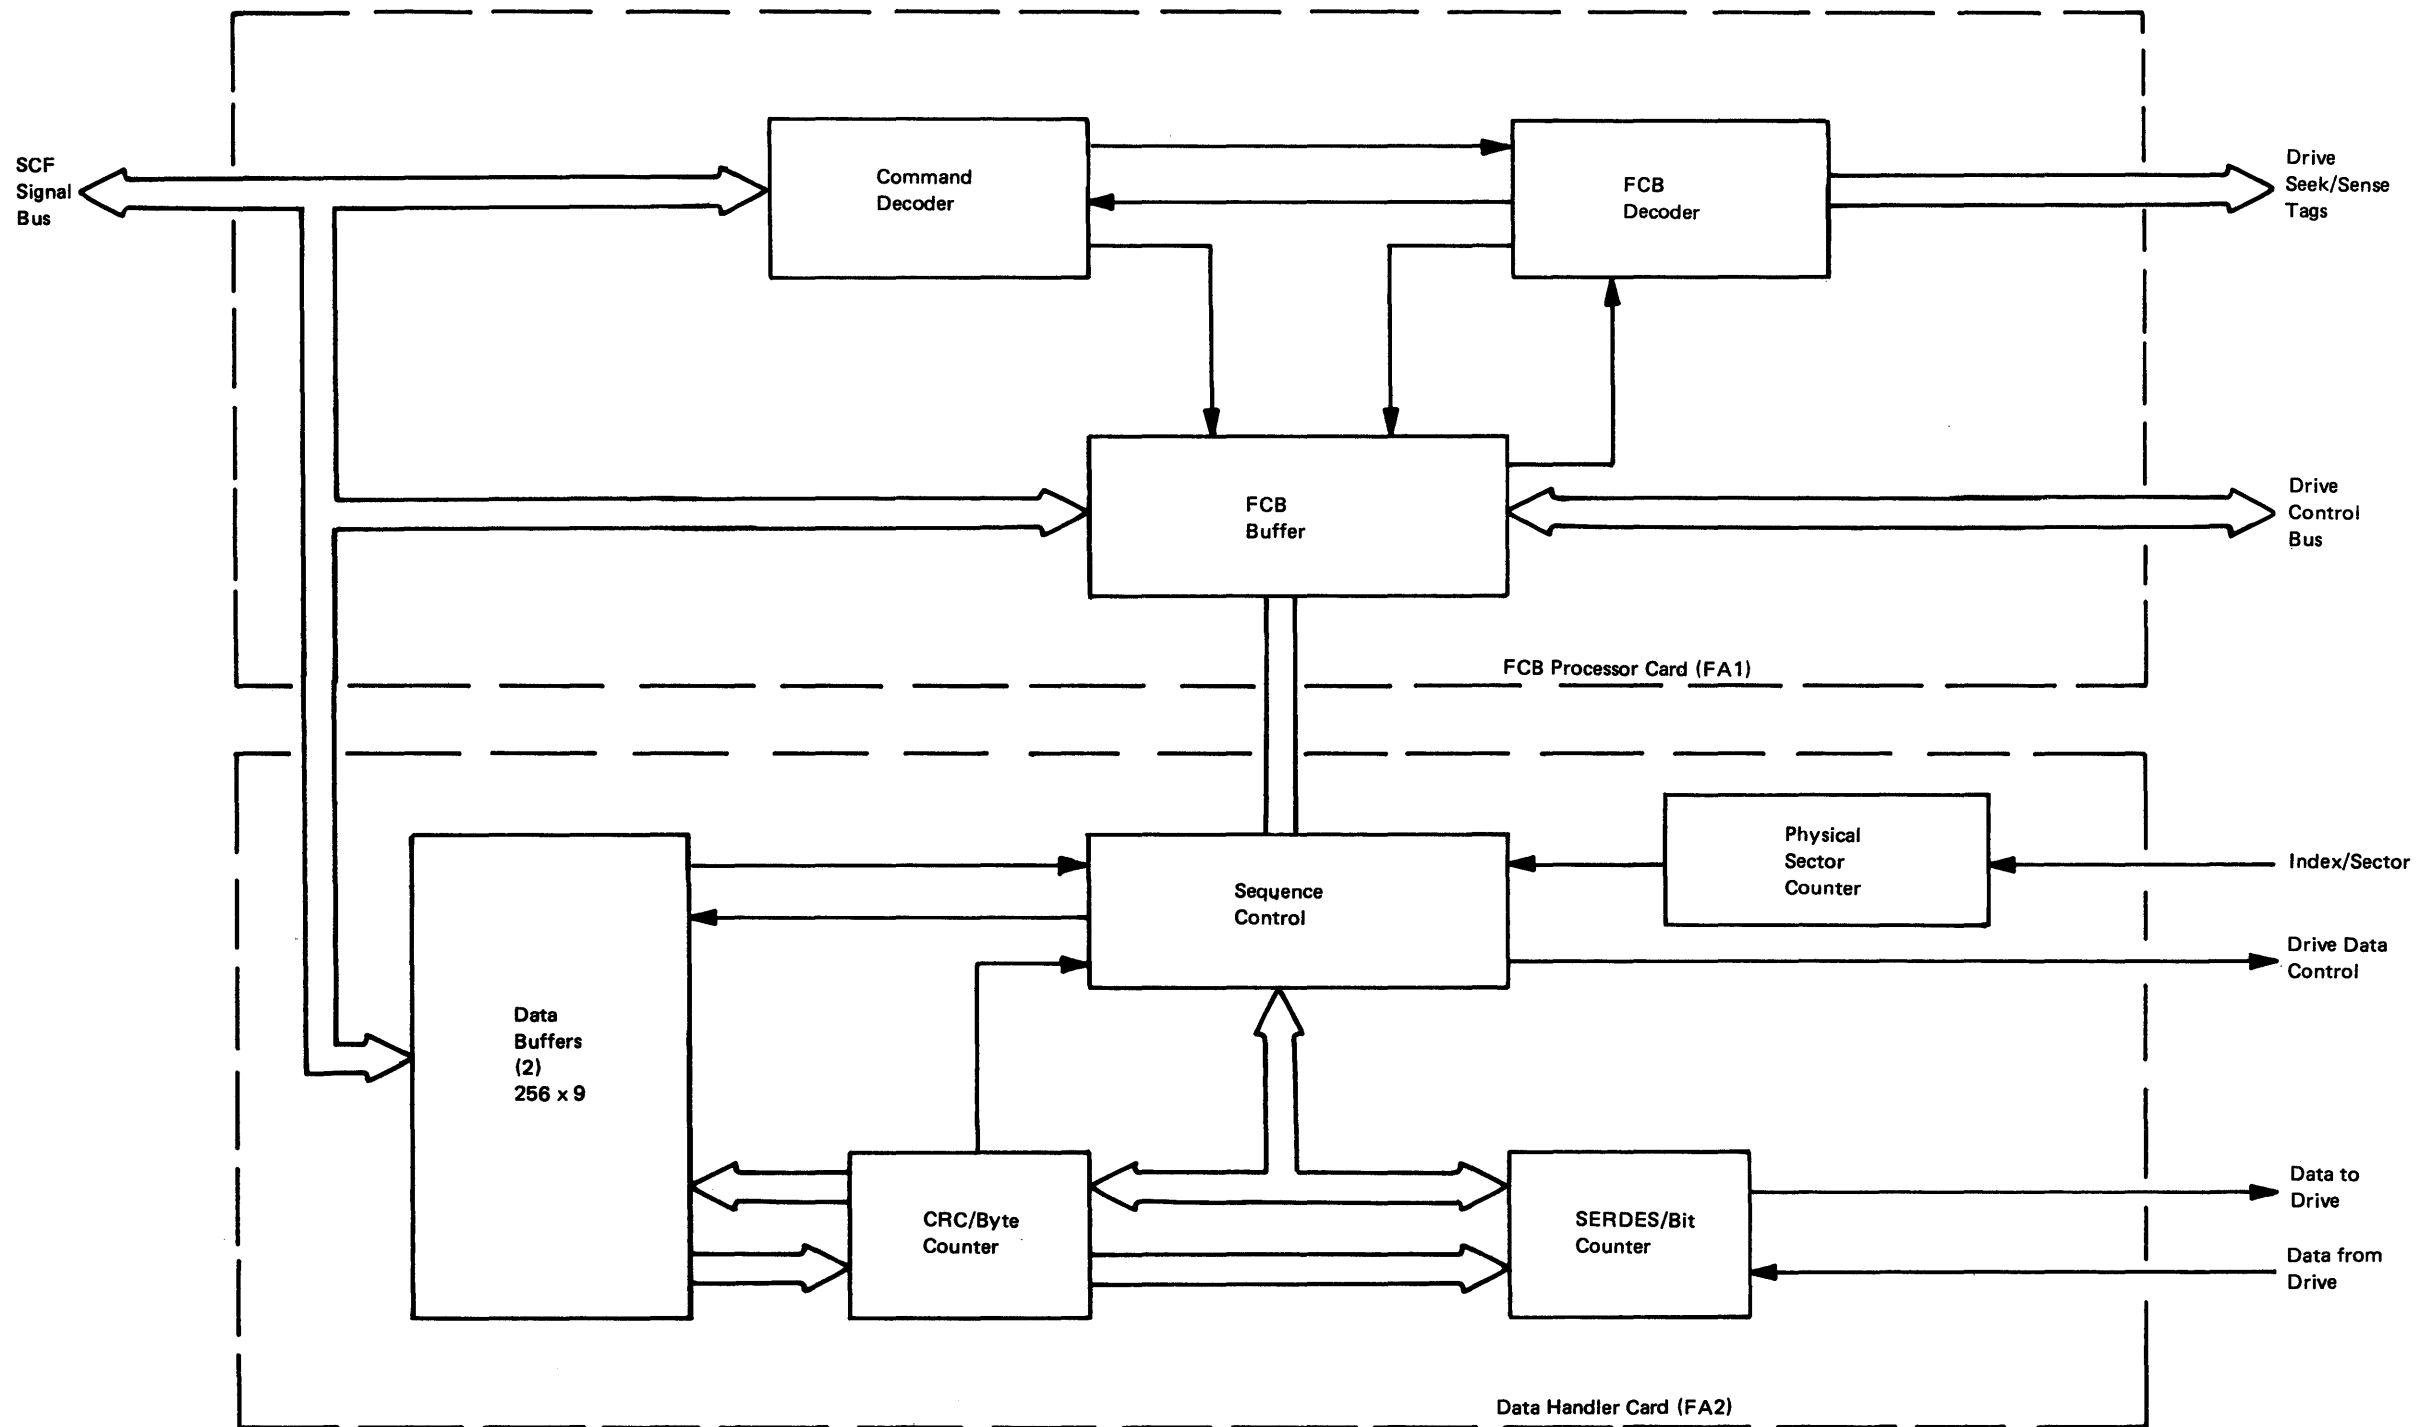 SCF
Signal
Bus
Command
Decoder
FCB
Decoder
Drive
Seek/Sense
Tags
FCB
Buffer
Drive
Control
Bus
FCB Processor Card (FA1)
Data
Buffers
(2)
256 x 9
Sequence
Control
Physical
Sector
Counter
Index/Sector
Drive Data
Control
CRC/Byte
Counter
SERDES/Bit
Counter
Data to
Drive
Data from
Drive
Data Handler Card (FA2)